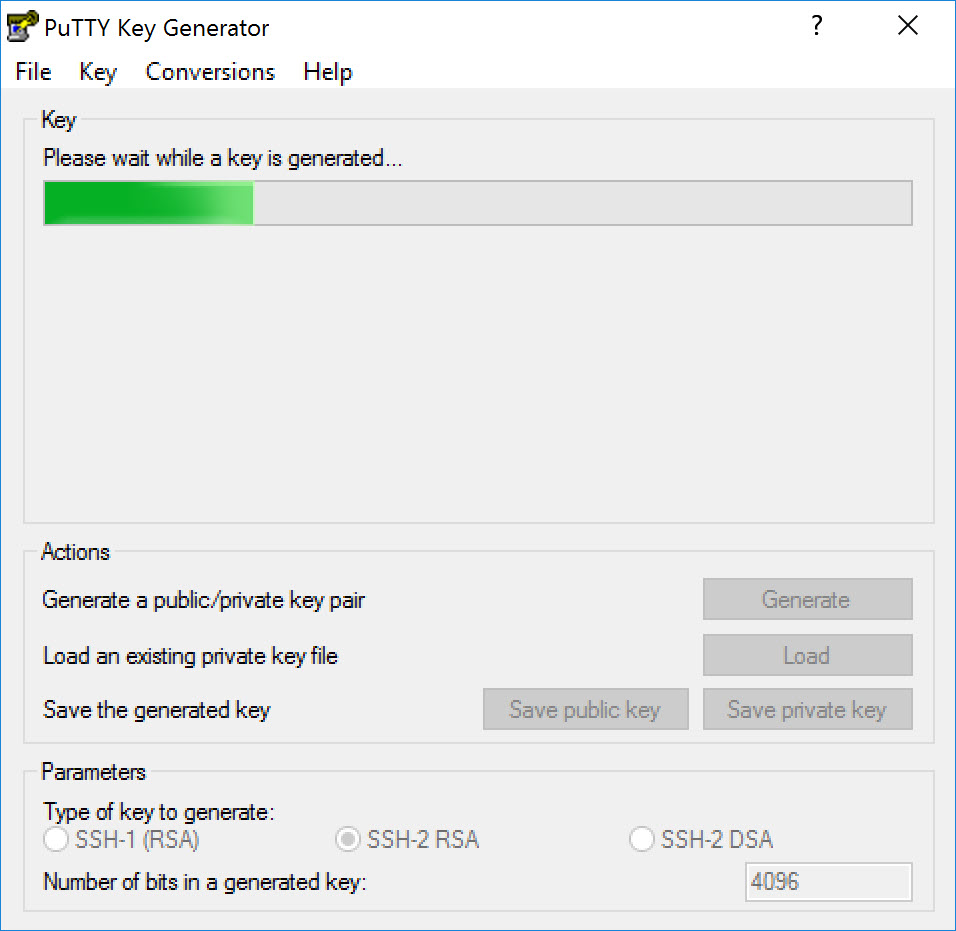 PuTTY Key Generator ?
File Key Conversions Help
Key
Please wait while a key is generated...
Actions
Generate a public/private key pair Generate
Load an existing private key file Load
Save the generated key Save public key Save private key
Parameters
Type of key to generate:
SSH-1 (RSA) SSH-2 RSA SSH-2 DSA
Number of bits in a generated key: 4096